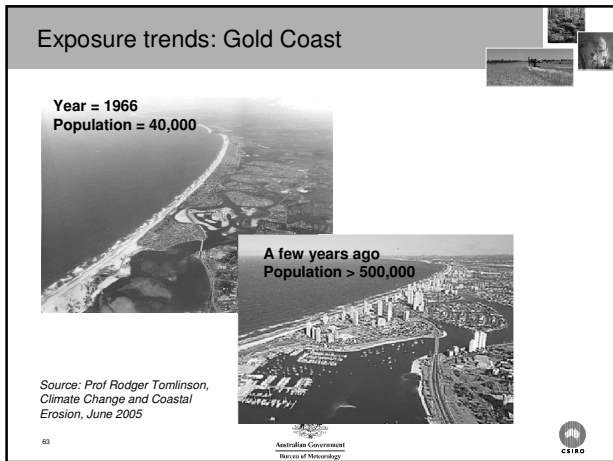 Exposure trends: Gold Coast
Year = 1966
Population = 40,000
A few years ago
Population > 500,000
Source: Prof Rodger Tomlinson,
Climate Change and Coastal
Erosion, June 2005
63
Australian Government
Bureau of Meteorology
CSIRO